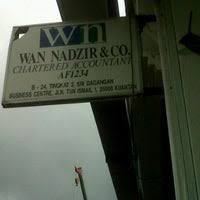 wn
WAN NADZIR & CO.
CHARTERED ACCOUNTANT
AF1234
B - 24, TINGKAT 2, SRI DAGANGAN
BUSINESS CENTRE, JLN TUN ISMAIL 1, 25000 KUANTAN